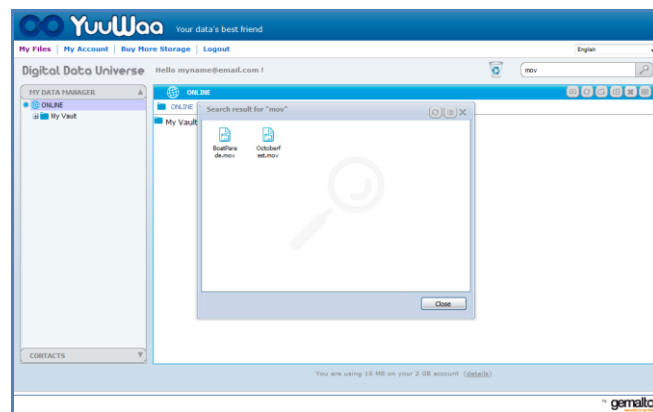 YuuWaa Your data's best friend
My Files | My Account | Buy More Storage | Logout English
Digital Data Universe Hello myname@email.com ! mov
MY DATA MANAGER
ONLINE
My Vault
CONTACTS
ONLINE
ONLINE
My Vault
Search result for "mov"
BoatPara
de.mov
Octoberf
est.mov
Close
You are using 16 MB on your 2 GB account (details)
by gemalto